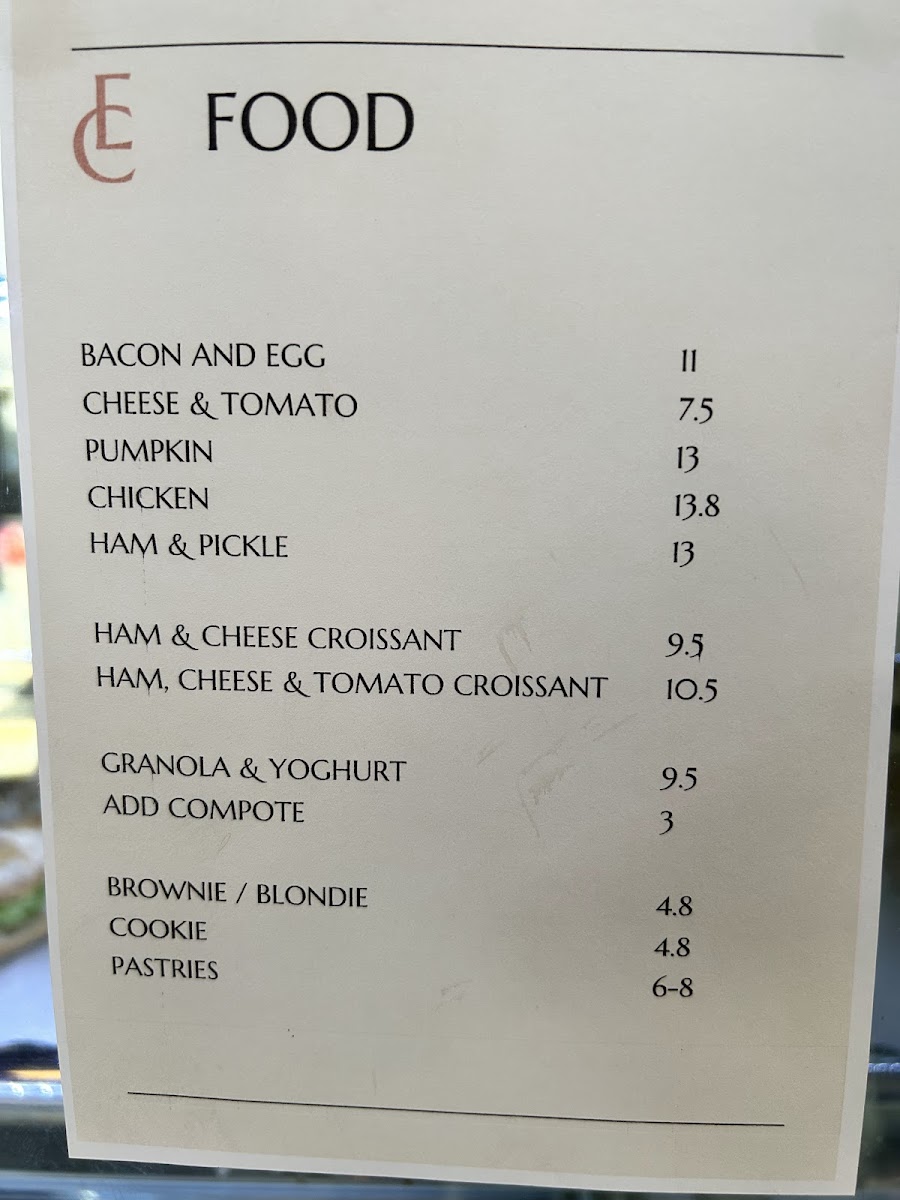 EC FOOD
BACON AND EGG 11
CHEESE & TOMATO 7.5
PUMPKIN 13
CHICKEN 13.8
HAM & PICKLE 13
HAM & CHEESE CROISSANT 9.5
HAM, CHEESE & TOMATO CROISSANT 10.5
GRANOLA & YOGHURT 9.5
ADD COMPOTE 3
BROWNIE / BLONDIE 4.8
COOKIE 4.8
PASTRIES 6-8